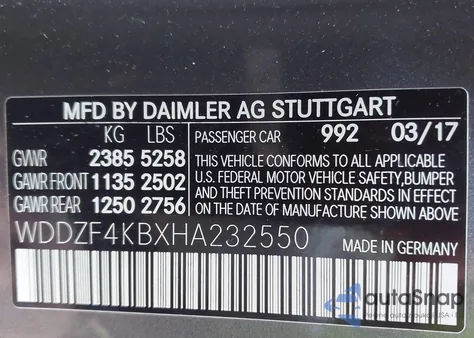 MFD BY DAIMLER AG STUTTGART
KG LBS
GVWR 2385 5258
GAWR FRONT 1135 2502
GAWR REAR 1250 2756
PASSENGER CAR 992 03/17
THIS VEHICLE CONFORMS TO ALL APPLICABLE
U.S. FEDERAL MOTOR VEHICLE SAFETY,BUMPER
AND THEFT PREVENTION STANDARDS IN EFFECT
ON THE DATE OF MANUFACTURE SHOWN ABOVE.
WDDZF4KBXHA232550
MADE IN GERMANY
autoSnap